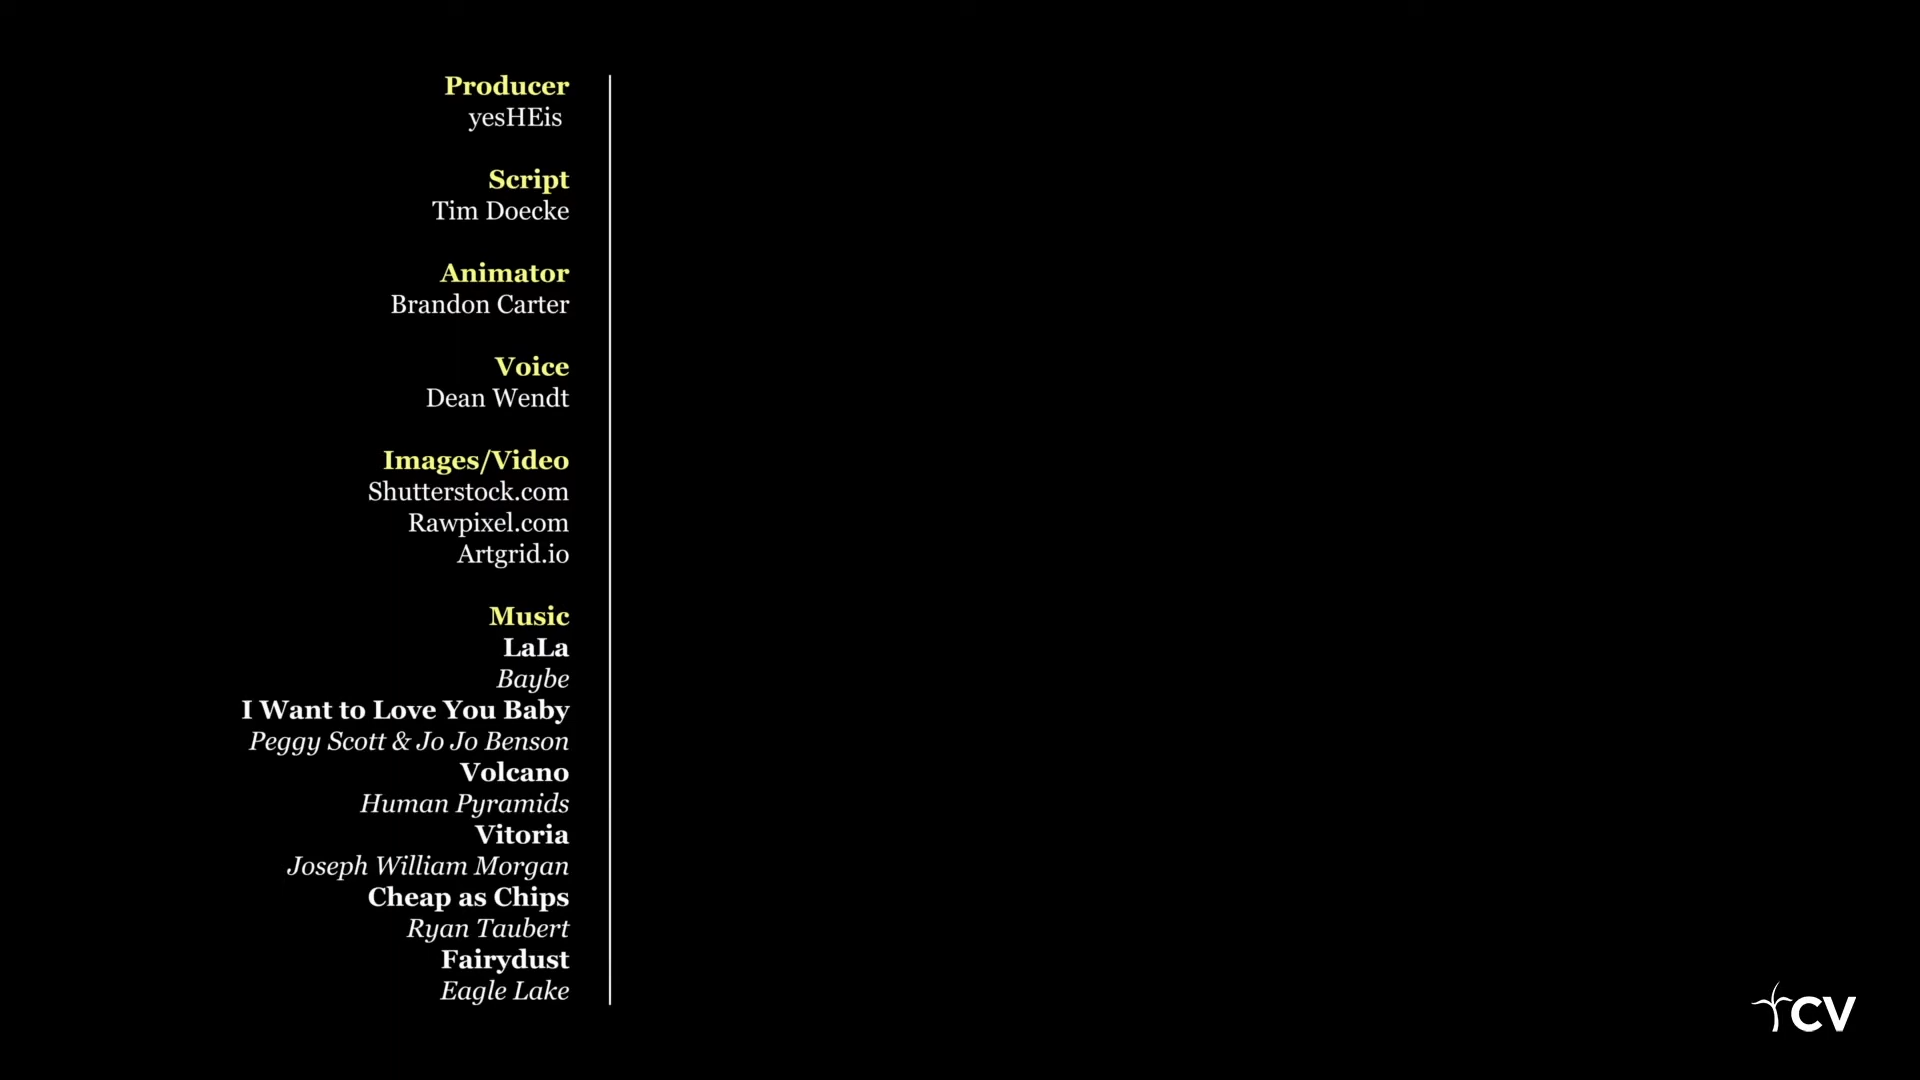 Producer
yesHEis
Script
Tim Doecke
Animator
Brandon Carter
Voice
Dean Wendt
Images/Video
Shutterstock.com
Rawpixel.com
Artgrid.io
Music
LaLa
Baybe
I Want to Love You Baby
Peggy Scott & Jo Jo Benson
Volcano
Human Pyramids
Vitoria
Joseph William Morgan
Cheap as Chips
Ryan Taubert
Fairydust
Eagle Lake
CV